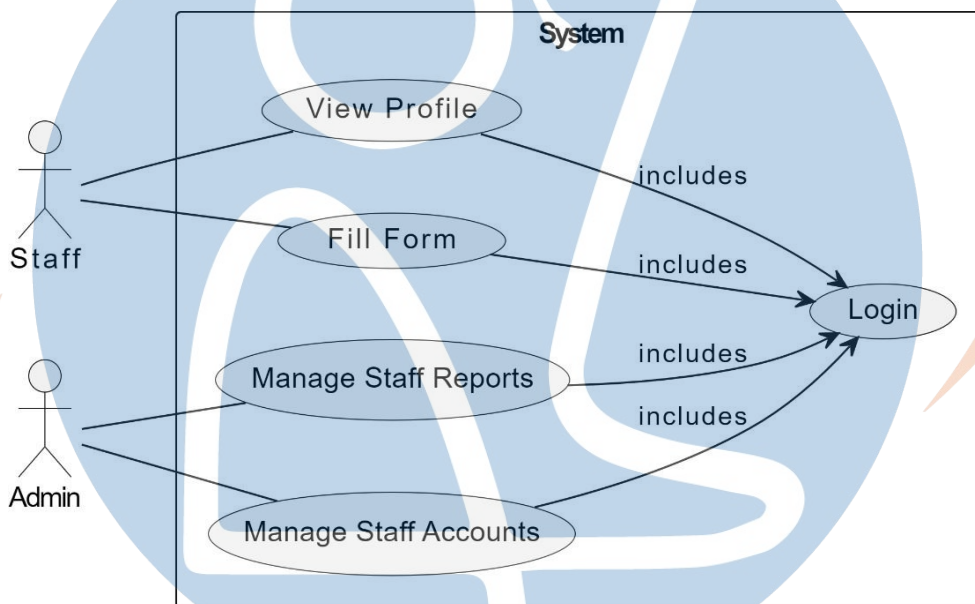 System
View Profile
includes
Staff
Fill Form
includes
Login
Manage Staff Reports
includes
includes
Admin
Manage Staff Accounts